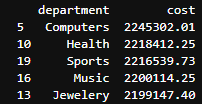 department cost
5 Computers 2245302.01
10 Health 2218412.25
19 Sports 2216539.73
16 Music 2200114.25
13 Jewelery 2199147.40